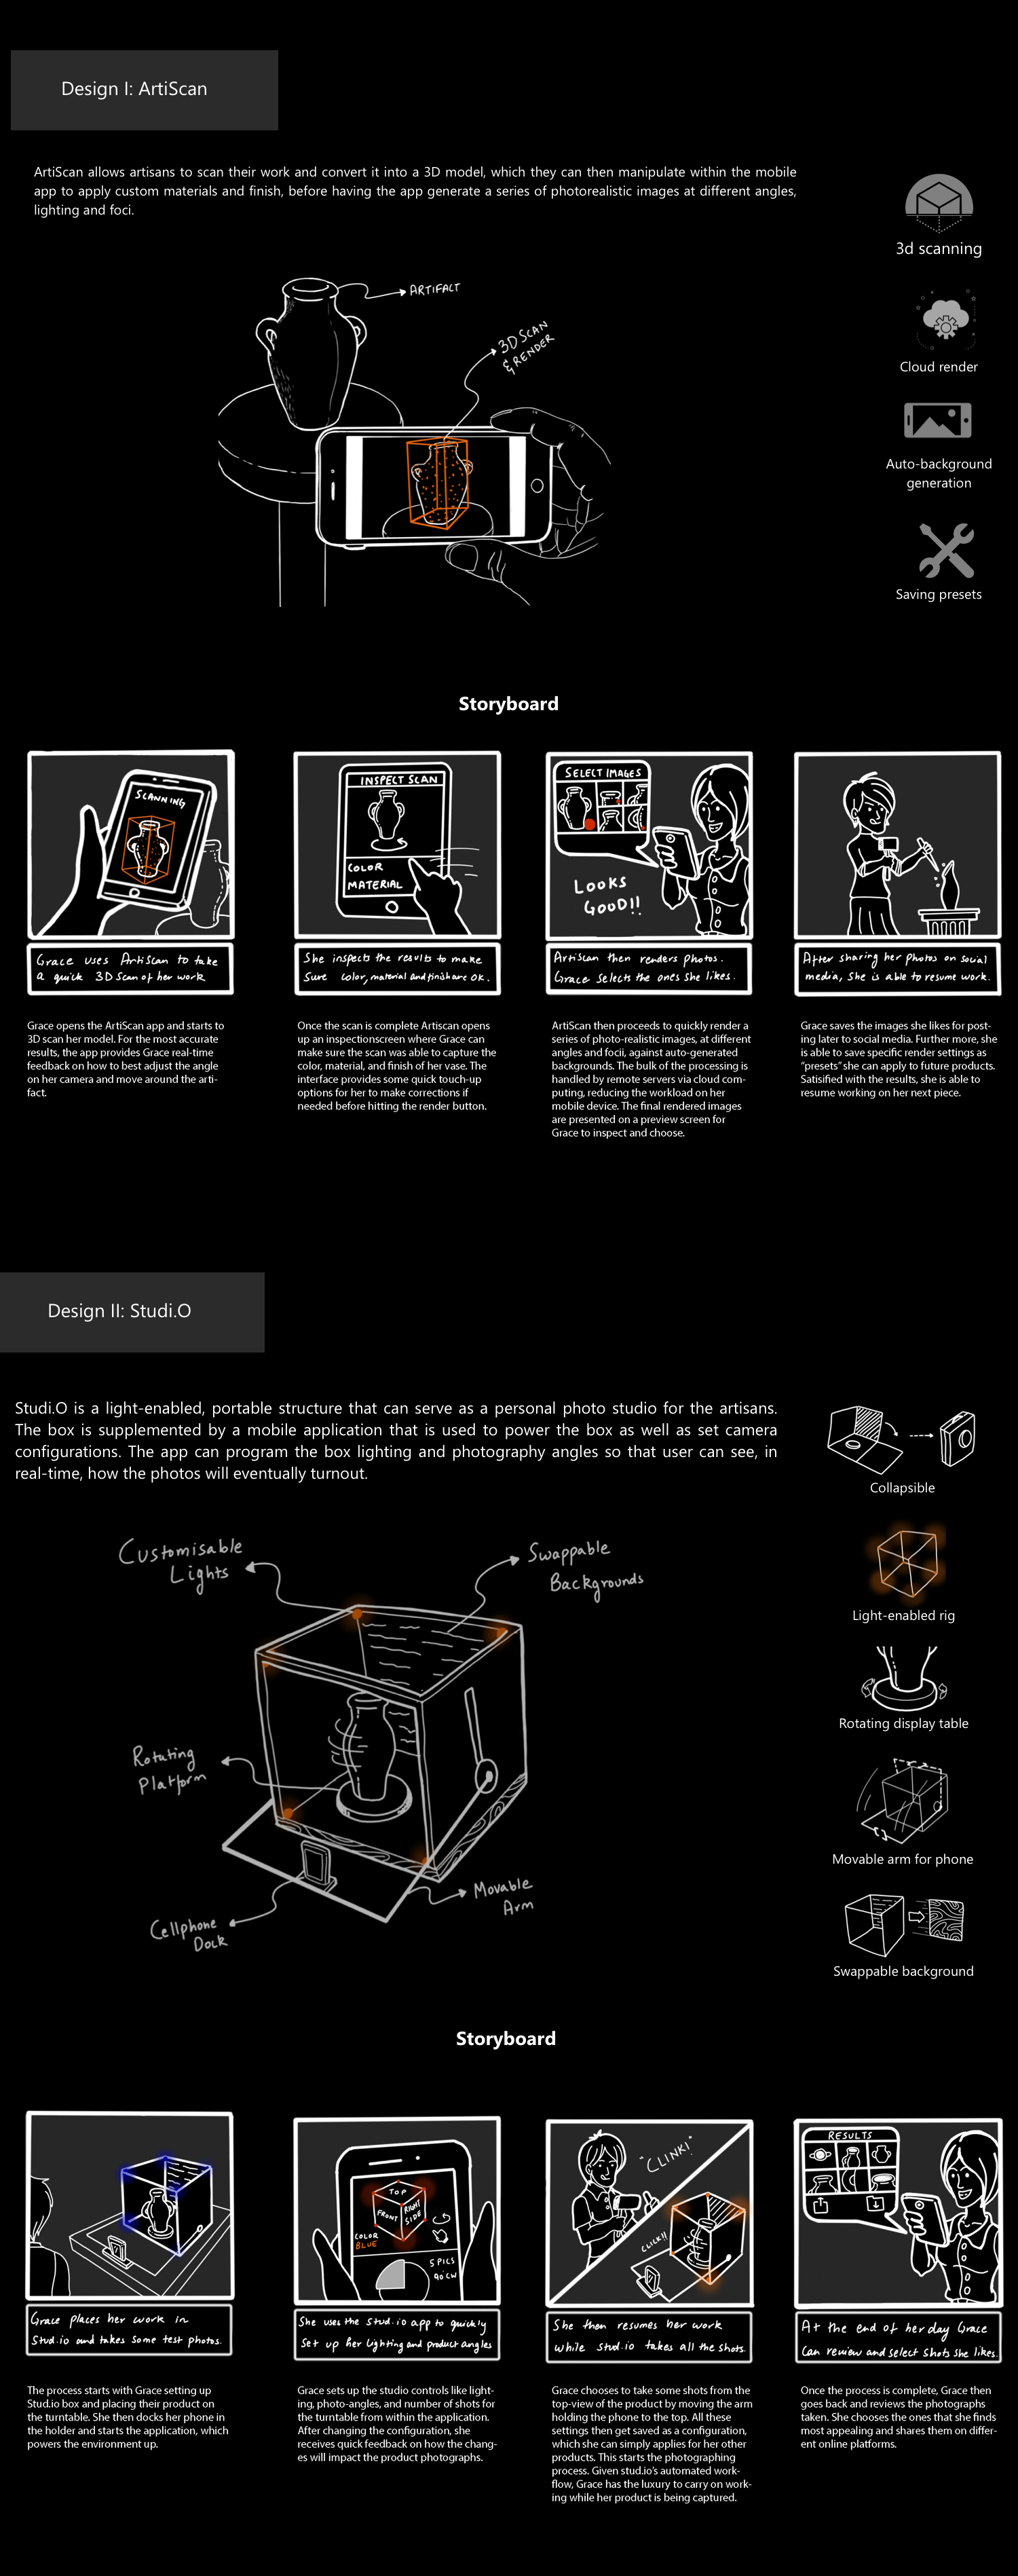 Design I: ArtiScan
ArtiScan allows artisans to scan their work and convert it into a 3D model, which they can then manipulate within the mobile
app to apply custom materials and finish, before having the app generate a series of photorealistic images at different angles,
lighting and foci.
3d scanning
Cloud render
Auto-background
generation
Saving presets
ARTIFACT
3D SCAN
& RENDER
Storyboard
SCANNING
Grace uses ArtiScan to take
a quick 3D Scan of her work
Grace opens the ArtiScan app and starts to
3D scan her model. For the most accurate
results, the app provides Grace real-time
feedback on how to best adjust the angle
on her camera and move around the arti-
fact.
INSPECT SCAN
COLOR
MATERIAL
She inspects the results to make
Sure color, material and finish are OK.
Once the scan is complete Artiscan opens
up an inspectionscreen where Grace can
make sure the scan was able to capture the
color, material, and finish of her vase. The
interface provides some quick touch-up
options for her to make corrections if
needed before hitting the render button.
SELECT IMAGES
LOOKS
GOOD!!
Artiscan then renders photos.
Grace selects the ones she likes.
ArtiScan then proceeds to quickly render a
series of photo-realistic images, at different
angles and focii, against auto-generated
backgrounds. The bulk of the processing is
handled by remote servers via cloud com-
puting, reducing the workload on her
mobile device. The final rendered images
are presented on a preview screen for
Grace to inspect and choose.
After sharing her photos on social
media, She is able to resume work.
Grace saves the images she likes for post-
ing later to social media. Further more, she
is able to save specific render settings as
“presets” she can apply to future products.
Satisified with the results, she is able to
resume working on her next piece.
Design II: Studi.O
Studi.O is a light-enabled, portable structure that can serve as a personal photo studio for the artisans.
The box is supplemented by a mobile application that is used to power the box as well as set camera
configurations. The app can program the box lighting and photography angles so that user can see, in
real-time, how the photos will eventually turnout.
Collapsible
Light-enabled rig
Rotating display table
Movable arm for phone
Swappable background
Customisable
Lights
Swappable
Backgrounds
Rotating
Platform
Movable
Arm
Cellphone
Dock
Storyboard
Grace places her work in
Stud.io and takes some test photos.
The process starts with Grace setting up
Stud.io box and placing their product on
the turntable. She then docks her phone in
the holder and starts the application, which
powers the environment up.
TOP
FRONT
RIGHT
SIDE
COLOR
BLUE
5 PICS
90° CW
She uses the stud.io app to quickly
Set up her lighting and product angles
Grace sets up the studio controls like light-
ing, photo-angles, and number of shots for
the turntable from within the application.
After changing the configuration, she
receives quick feedback on how the chang-
es will impact the product photographs.
"CLINK!"
CLICK!!
She then resumes her work
while stud.io takes all the shots.
Grace chooses to take some shots from the
top-view of the product by moving the arm
holding the phone to the top. All these
settings then get saved as a configuration,
which she can simply applies for her other
products. This starts the photographing
process. Given stud.io’s automated work-
flow, Grace has the luxury to carry on work-
ing while her product is being captured.
RESULTS
At the end of her day Grace
Can review and select shots she likes.
Once the process is complete, Grace then
goes back and reviews the photographs
taken. She chooses the ones that she finds
most appealing and shares them on differ-
ent online platforms.